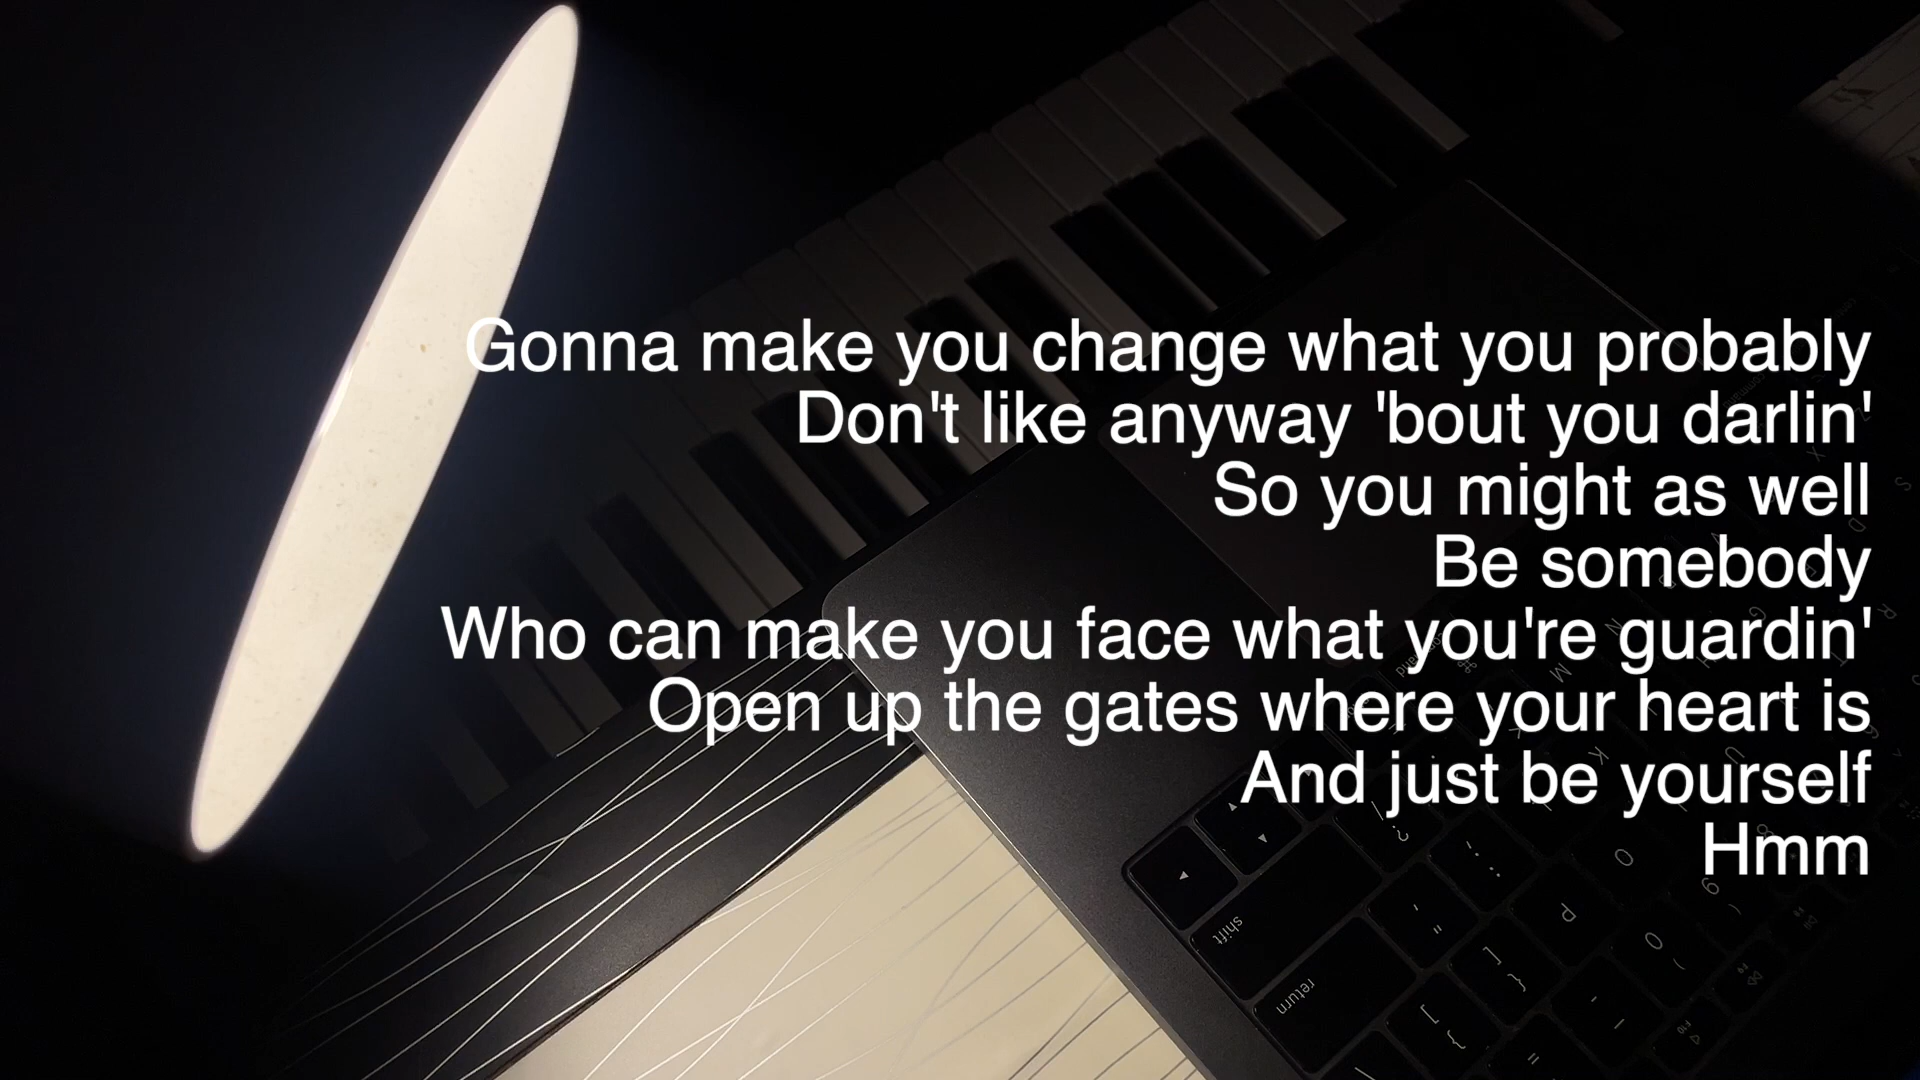 Gonna make you change what you probably
Don't like anyway 'bout you darlin'
So you might as well
Be somebody
Who can make you face what you're guardin'
Open up the gates where your heart is
And just be yourself
Hmm
shift
return